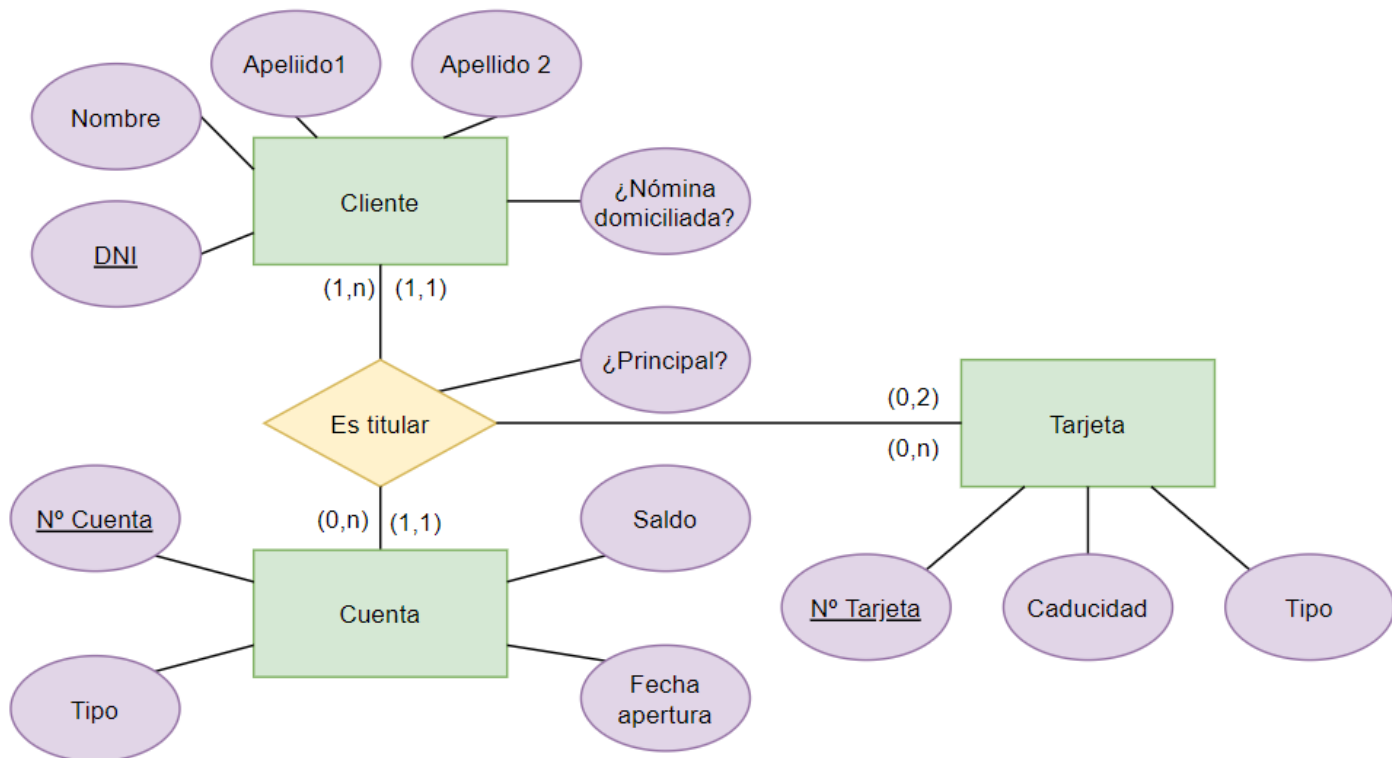 Apeliido1
Apellido 2
Nombre
Cliente
¿Nómina
domiciliada?
DNI
(1,n)
(1,1)
¿Principal?
(0,2)
Es titular
Tarjeta
(0,n)
Nº Cuenta
(0,n)
(1,1)
Saldo
Cuenta
Nº Tarjeta
Caducidad
Tipo
Tipo
Fecha
apertura